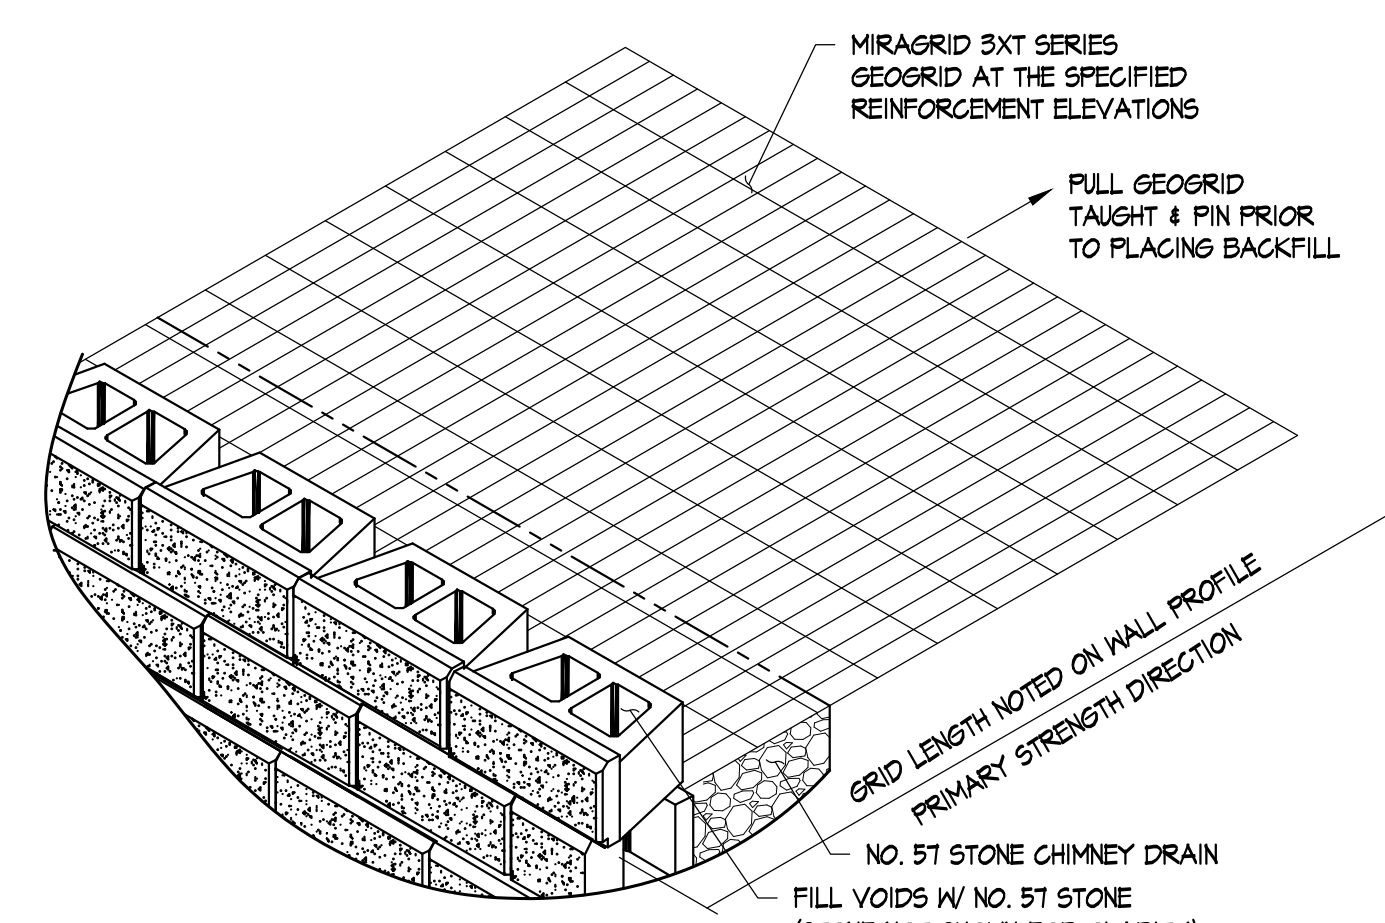 MIRAGRID 3XT SERIES
GEOGRID AT THE SPECIFIED
REINFORCEMENT ELEVATIONS
PULL GEOGRID
TAUGHT & PIN PRIOR
TO PLACING BACKFILL
GRID LENGTH NOTED ON WALL PROFILE
PRIMARY STRENGTH DIRECTION
NO. 57 STONE CHIMNEY DRAIN
FILL VOIDS W/ NO. 57 STONE